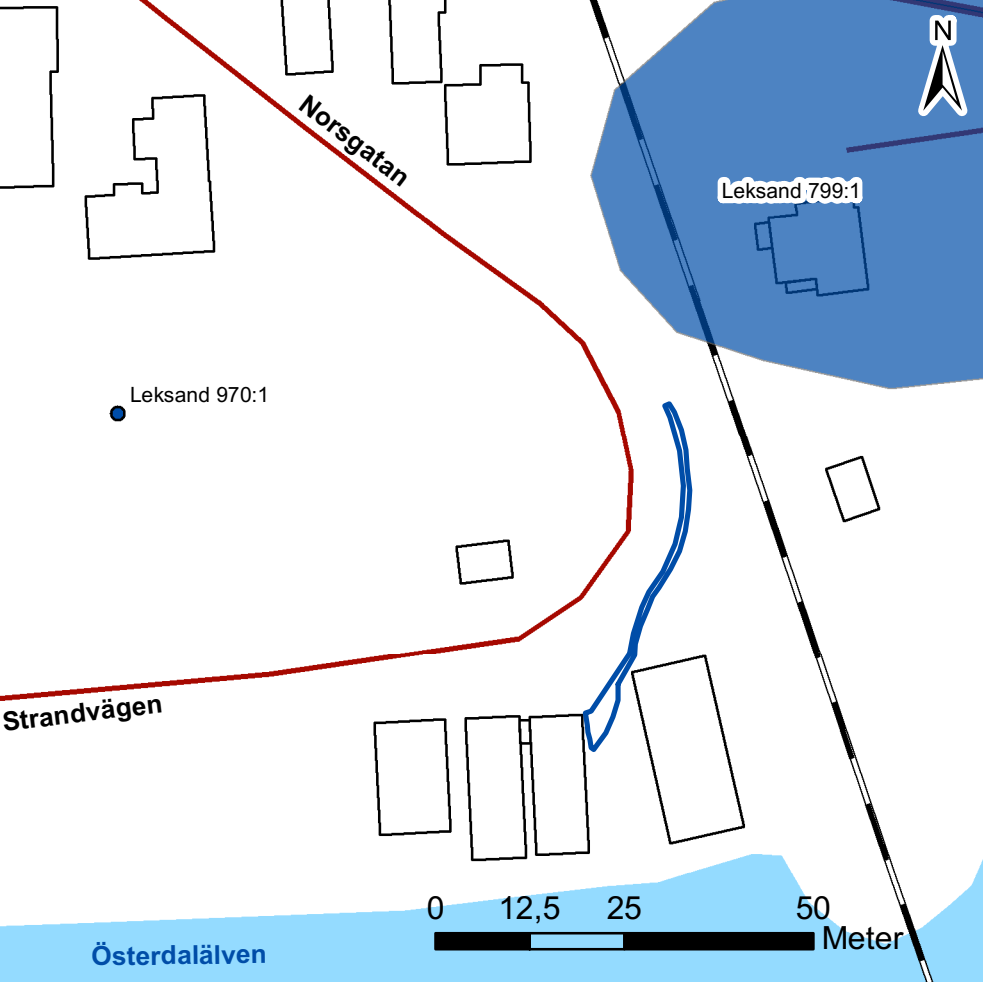 N
Norsgatan
Leksand 799:1
Leksand 970:1
Strandvägen
0 12,5 25 50
Meter
Österdalälven